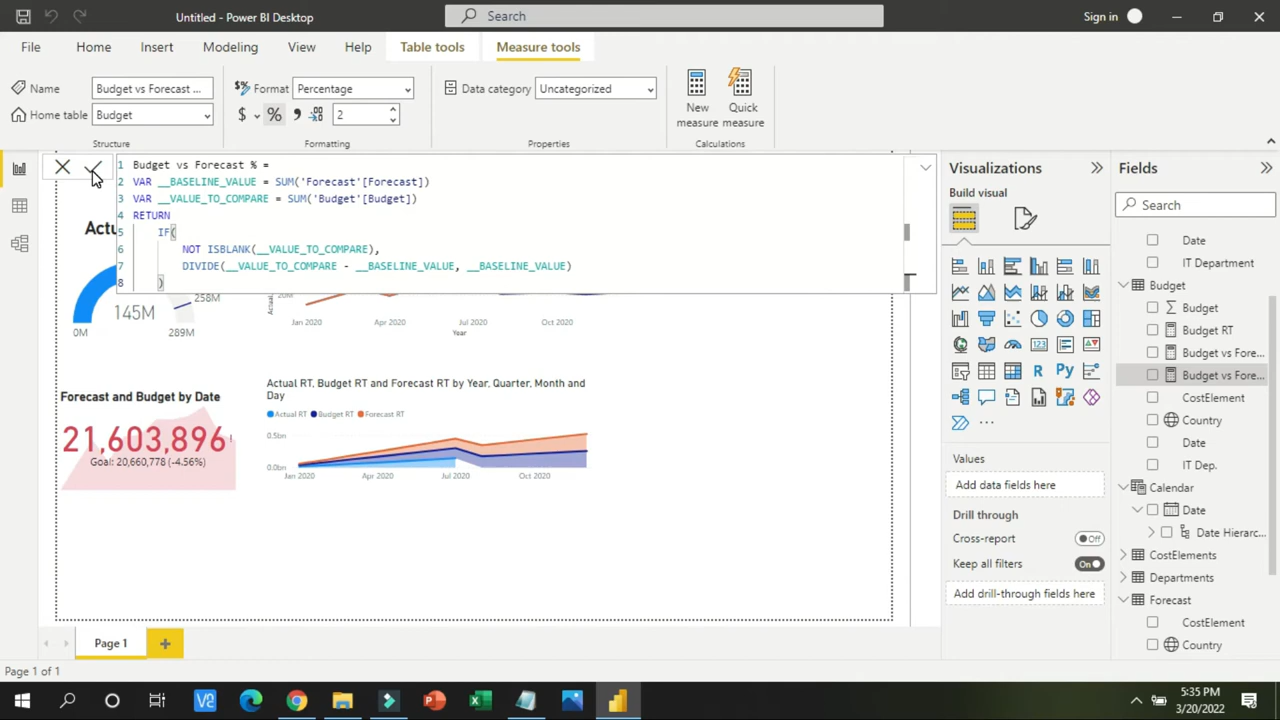 Untitled - Power BI Desktop
Search
Sign in
File
Home
Insert
Modeling
View
Help
Table tools
Measure tools
Name
Budget vs Forecast ...
Format
Percentage
Data category
Uncategorized
New measure
Quick measure
Home table
Budget
$
%
2
Structure
Formatting
Properties
Calculations
1 Budget vs Forecast % =
2 VAR __BASELINE_VALUE = SUM('Forecast'[Forecast])
3 VAR __VALUE_TO_COMPARE = SUM('Budget'[Budget])
4 RETURN
5 IF(
6 NOT ISBLANK(__VALUE_TO_COMPARE),
7 DIVIDE(__VALUE_TO_COMPARE - __BASELINE_VALUE, __BASELINE_VALUE)
8 )
145M
258M
0M
289M
Jan 2020
Apr 2020
Jul 2020
Oct 2020
Year
Forecast and Budget by Date
21,603,896!
Goal: 20,660,778 (-4.56%)
Actual RT, Budget RT and Forecast RT by Year, Quarter, Month and
Day
Actual RT
Budget RT
Forecast RT
0.5bn
0.0bn
Jan 2020
Apr 2020
Jul 2020
Oct 2020
Visualizations
Build visual
R
Py
123
...
Values
Add data fields here
Drill through
Cross-report
Off
Keep all filters
On
Add drill-through fields here
Fields
Search
Date
IT Department
Budget
Budget
Budget RT
Budget vs Fore...
Budget vs Fore...
CostElement
Country
Date
IT Dep.
Calendar
Date
Date Hierarc...
CostElements
Departments
Forecast
CostElement
Country
Page 1
Page 1 of 1
5:35 PM
3/20/2022